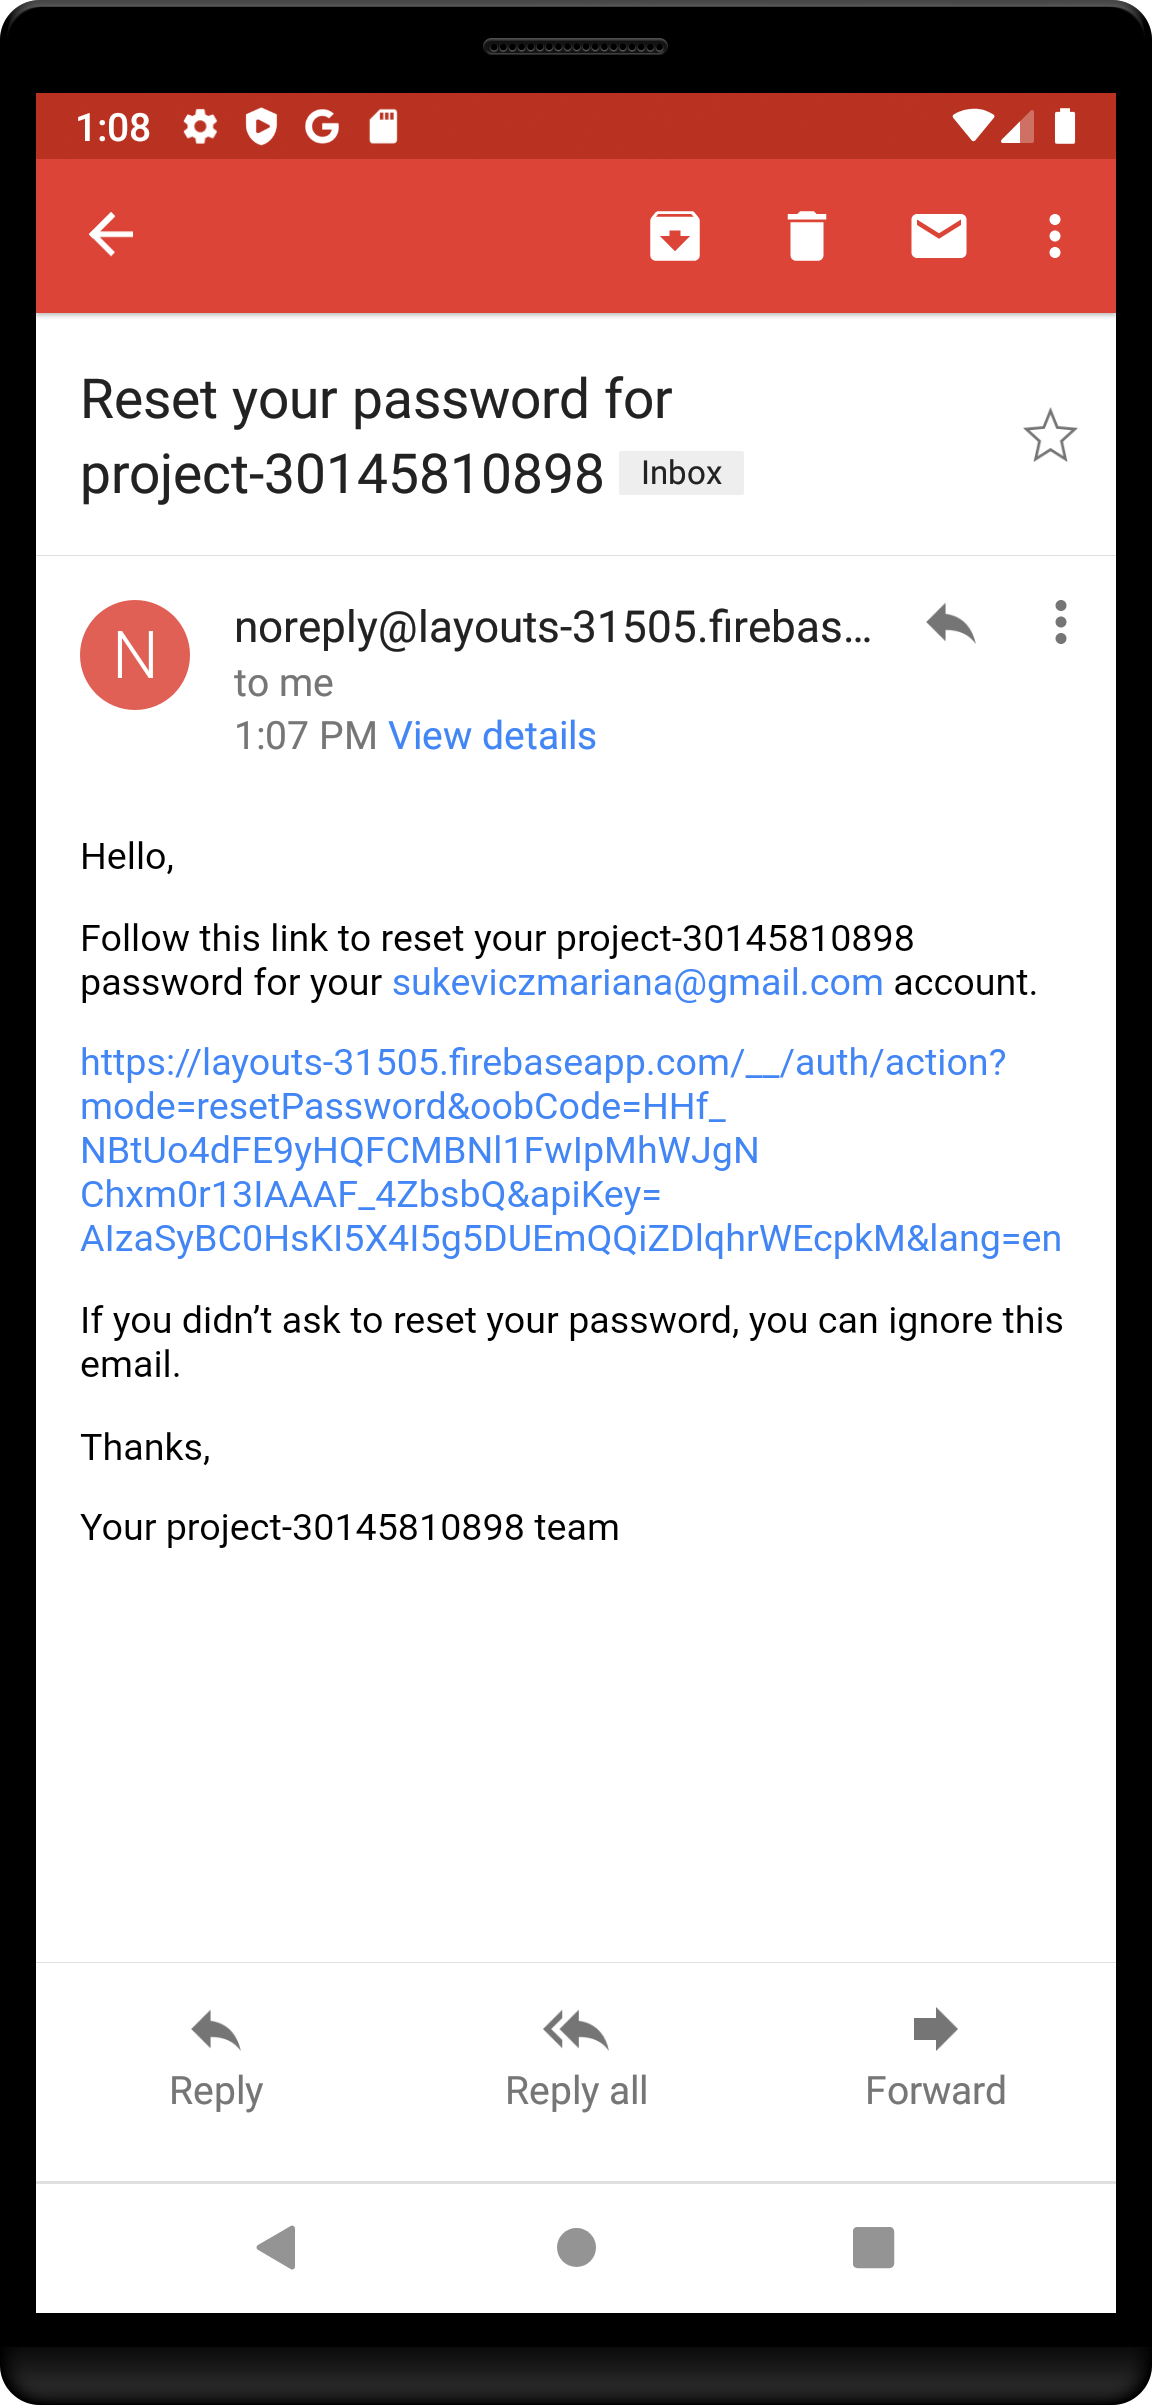 1:08
Reset your password for
project-30145810898 Inbox
N
noreply@layouts-31505.firebas...
to me
1:07 PM View details
Hello,
Follow this link to reset your project-30145810898
password for your sukeviczmariana@gmail.com account.
https://layouts-31505.firebaseapp.com/__/auth/action?
mode=resetPassword&oobCode=HHf_
NBtUo4dFE9yHQFCMBNl1FwIpMhWJgN
Chxm0r13IAAAF_4ZbsbQ&apiKey=
AIzaSyBC0HsKI5X4I5g5DUEmQQiZDlqhrWEcpkM&lang=en
If you didn’t ask to reset your password, you can ignore this
email.
Thanks,
Your project-30145810898 team
Reply Reply all Forward